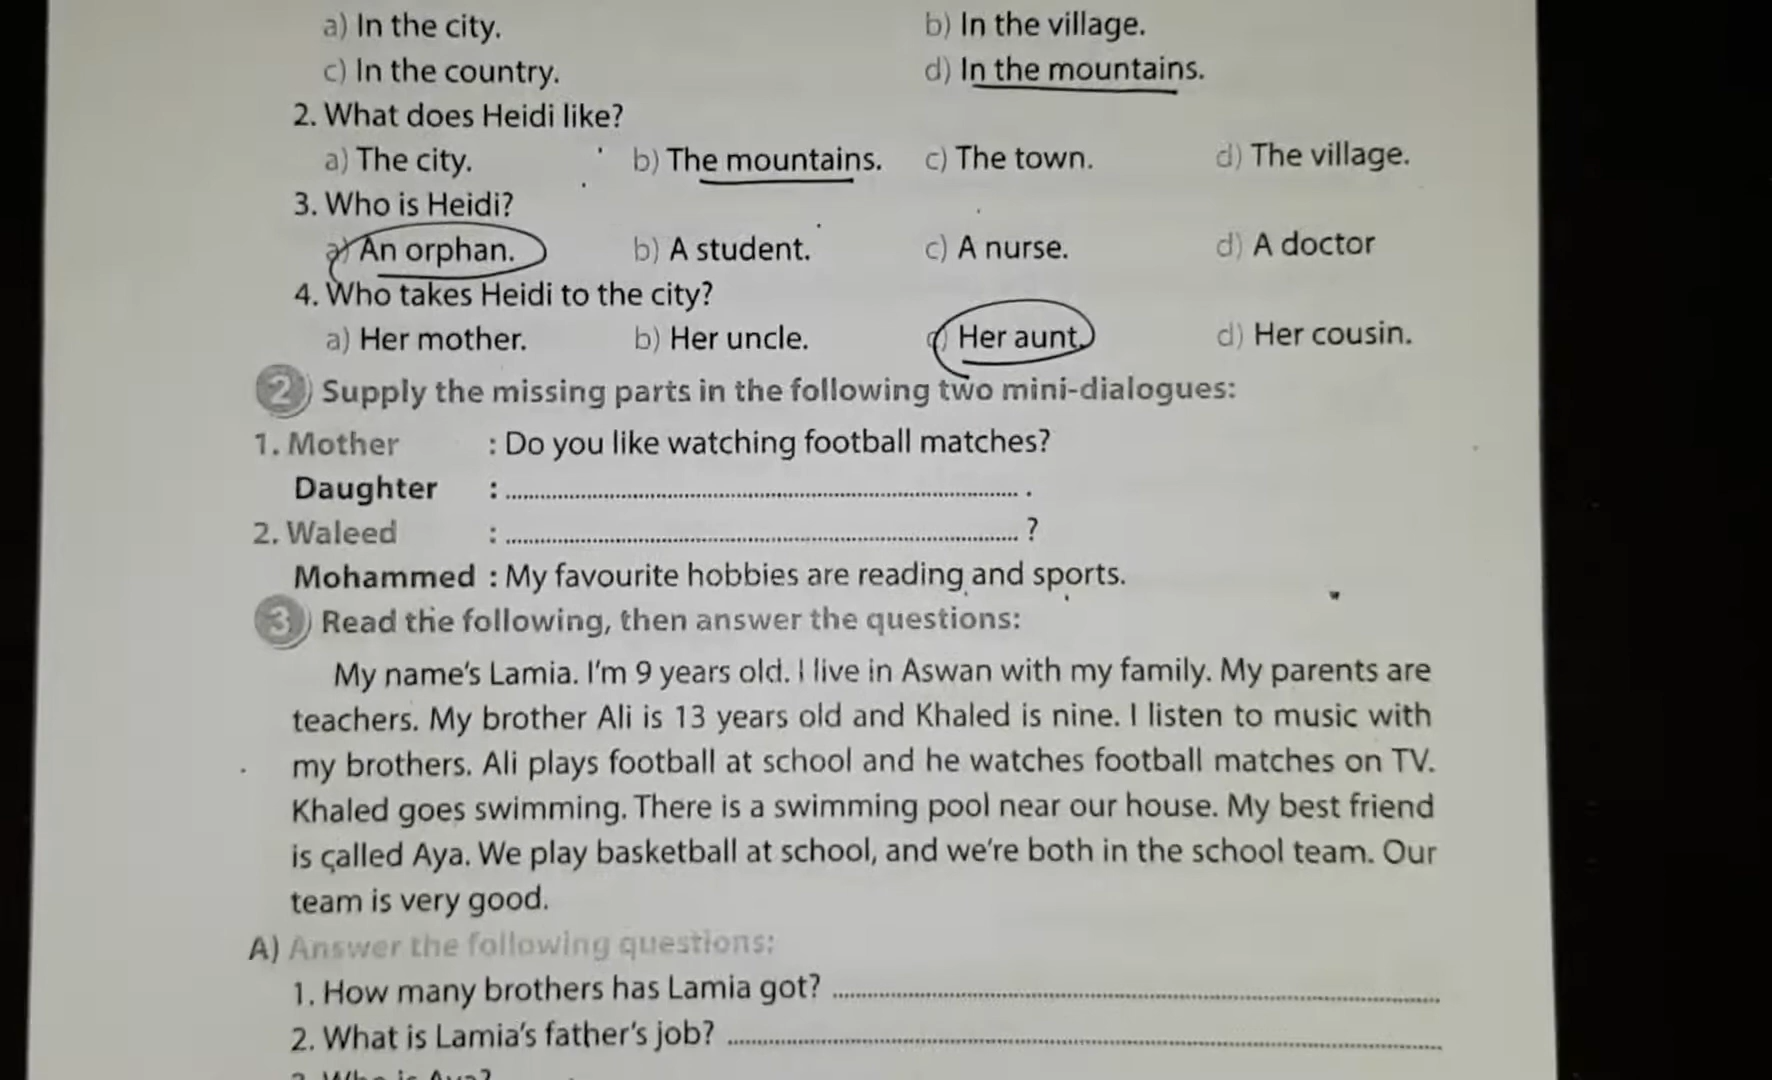 a) In the city. b) In the village.
c) In the country. d) In the mountains.
2. What does Heidi like?
a) The city. b) The mountains. c) The town. d) The village.
3. Who is Heidi?
a) An orphan. b) A student. c) A nurse. d) A doctor
4. Who takes Heidi to the city?
a) Her mother. b) Her uncle. c) Her aunt. d) Her cousin.
2 Supply the missing parts in the following two mini-dialogues:
1. Mother : Do you like watching football matches?
Daughter : .................................................. .
2. Waleed : .................................................. ?
Mohammed : My favourite hobbies are reading and sports.
3 Read the following, then answer the questions:
My name's Lamia. I'm 9 years old. I live in Aswan with my family. My parents are
teachers. My brother Ali is 13 years old and Khaled is nine. I listen to music with
my brothers. Ali plays football at school and he watches football matches on TV.
Khaled goes swimming. There is a swimming pool near our house. My best friend
is called Aya. We play basketball at school, and we're both in the school team. Our
team is very good.
A) Answer the following questions:
1. How many brothers has Lamia got? ..................................................
2. What is Lamia's father's job? ..................................................
3. Who is Aya?